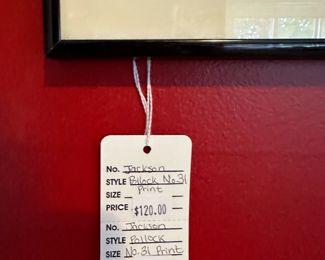 No. Jackson
STYLE Pollock No. 31
SIZE Print
PRICE $120.00
No. Jackson
STYLE Pollock
SIZE No. 31 Print